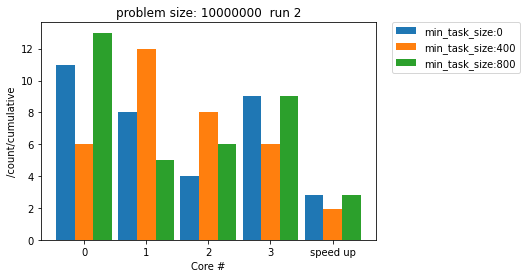 problem size: 10000000  run 2
min_task_size:0
min_task_size:400
min_task_size:800
/count/cumulative
12
10
8
6
4
2
0
0 1 2 3 speed up
Core #